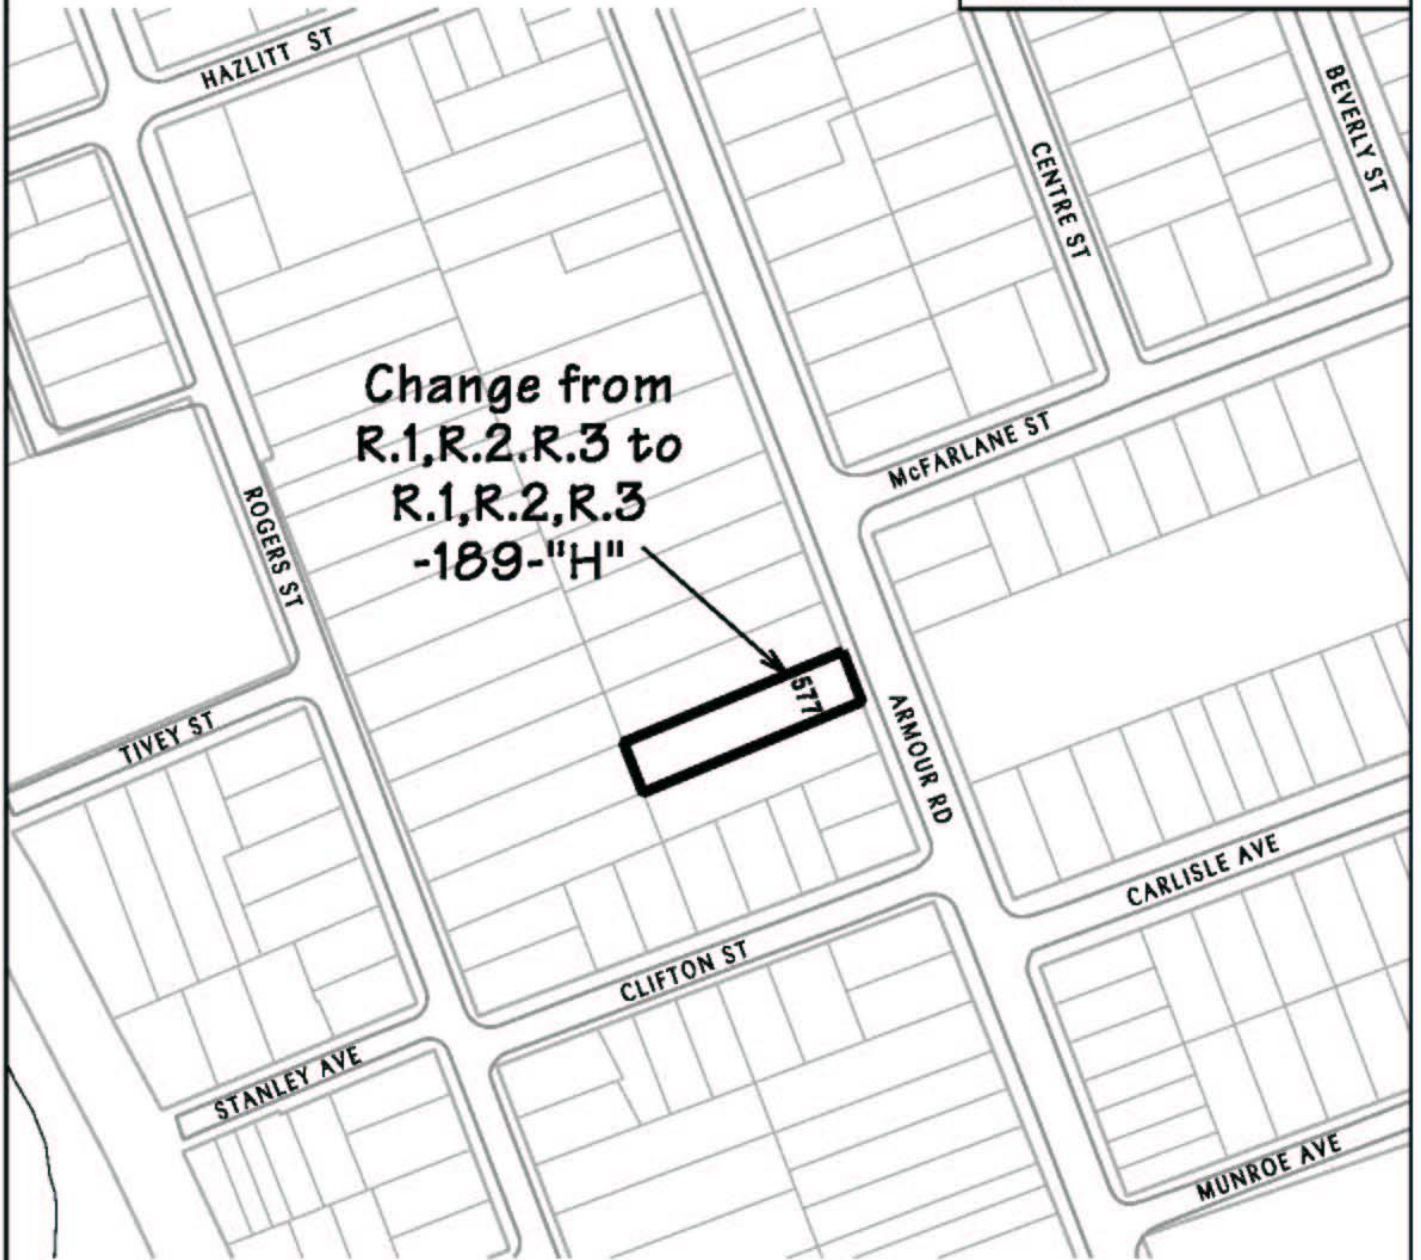 HAZLITT ST
BEVERLY ST
CENTRE ST
Change from
R.1,R.2.R.3 to
R.1,R.2,R.3
-189-"H"
McFARLANE ST
ROGERS ST
577
TIVEY ST
ARMOUR RD
CARLISLE AVE
CLIFTON ST
STANLEY AVE
MUNROE AVE